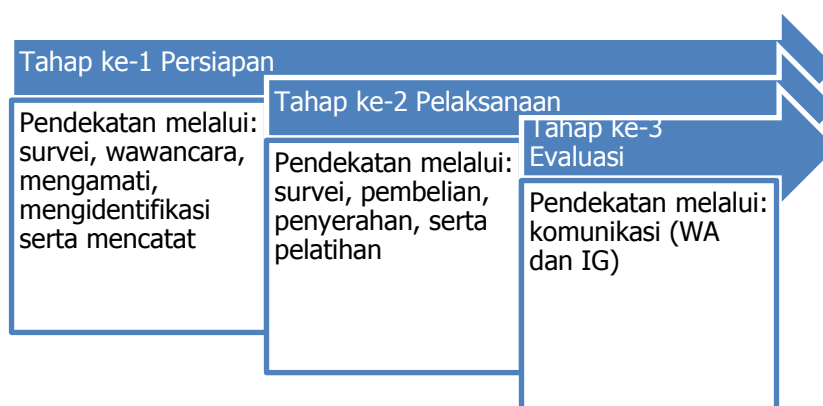 Tahap ke-1 Persiapan
Pendekatan melalui:
survei, wawancara,
mengamati,
mengidentifikasi
serta mencatat
Tahap ke-2 Pelaksanaan
Pendekatan melalui:
survei, pembelian,
penyerahan, serta
pelatihan
Tahap ke-3
Evaluasi
Pendekatan melalui:
komunikasi (WA
dan IG)